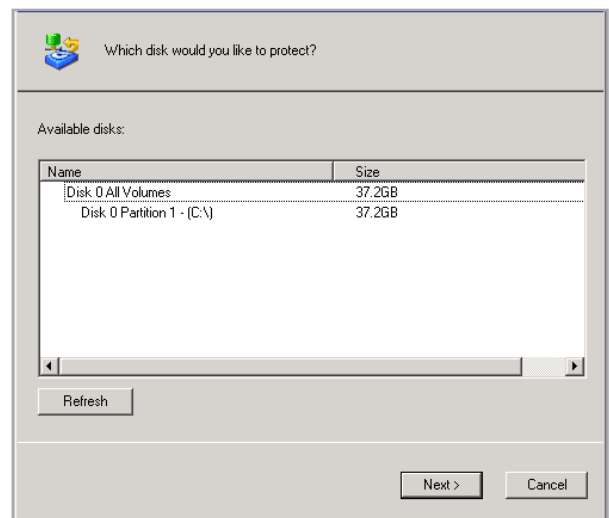 Which disk would you like to protect?
Available disks:
Name Size
Disk 0 All Volumes 37.2GB
Disk 0 Partition 1 - (C:\) 37.2GB
Refresh
Next > Cancel